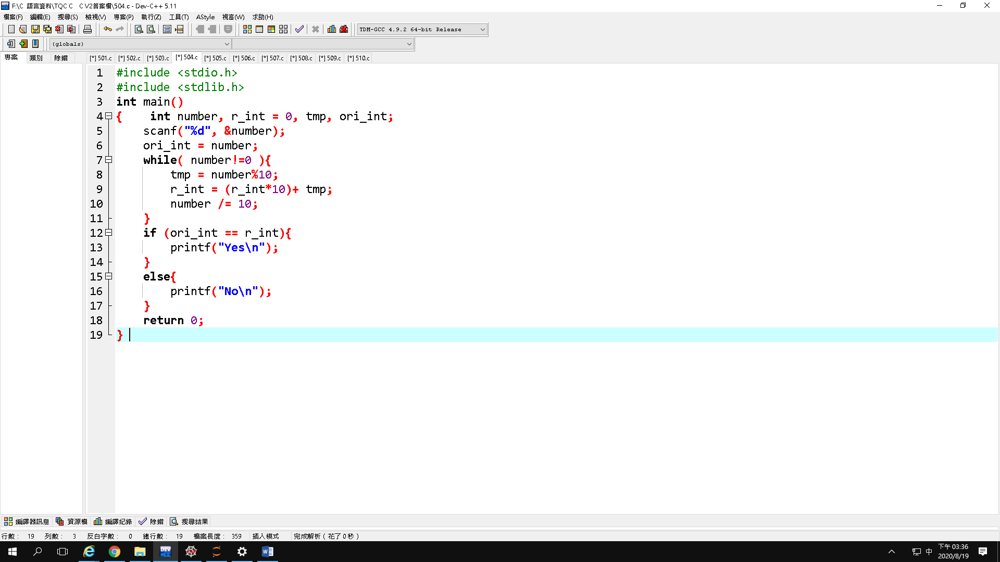 F:\C 語言資料\TQC C    C V2答案檔\504.c - Dev-C++ 5.11
檔案(F) 編輯(E) 搜尋(S) 檢視(V) 專案(P) 執行(Z) 工具(T) AStyle 視窗(W) 求助(H)
TDM-GCC 4.9.2 64-bit Release
(globals)
專案 類別 除錯 [*] 501.c [*] 502.c [*] 503.c [*] 504.c [*] 505.c [*] 506.c [*] 507.c [*] 508.c [*] 509.c [*] 510.c
1 #include <stdio.h>
2 #include <stdlib.h>
3 int main()
4 {    int number, r_int = 0, tmp, ori_int;
5     scanf("%d", &number);
6     ori_int = number;
7     while( number!=0 ){
8         tmp = number%10;
9         r_int = (r_int*10)+ tmp;
10         number /= 10;
11     }
12     if (ori_int == r_int){
13         printf("Yes\n");
14     }
15     else{
16         printf("No\n");
17     }
18     return 0;
19 }
編譯器訊息 資源檔 編譯紀錄 除錯 搜尋結果
行數 : 19 列數 : 3 反白字數 : 0 總行數 : 19 檔案長度 : 359 插入模式 完成解析 ( 花了 0 秒 )
DEV 中 下午 03:36
2020/8/19